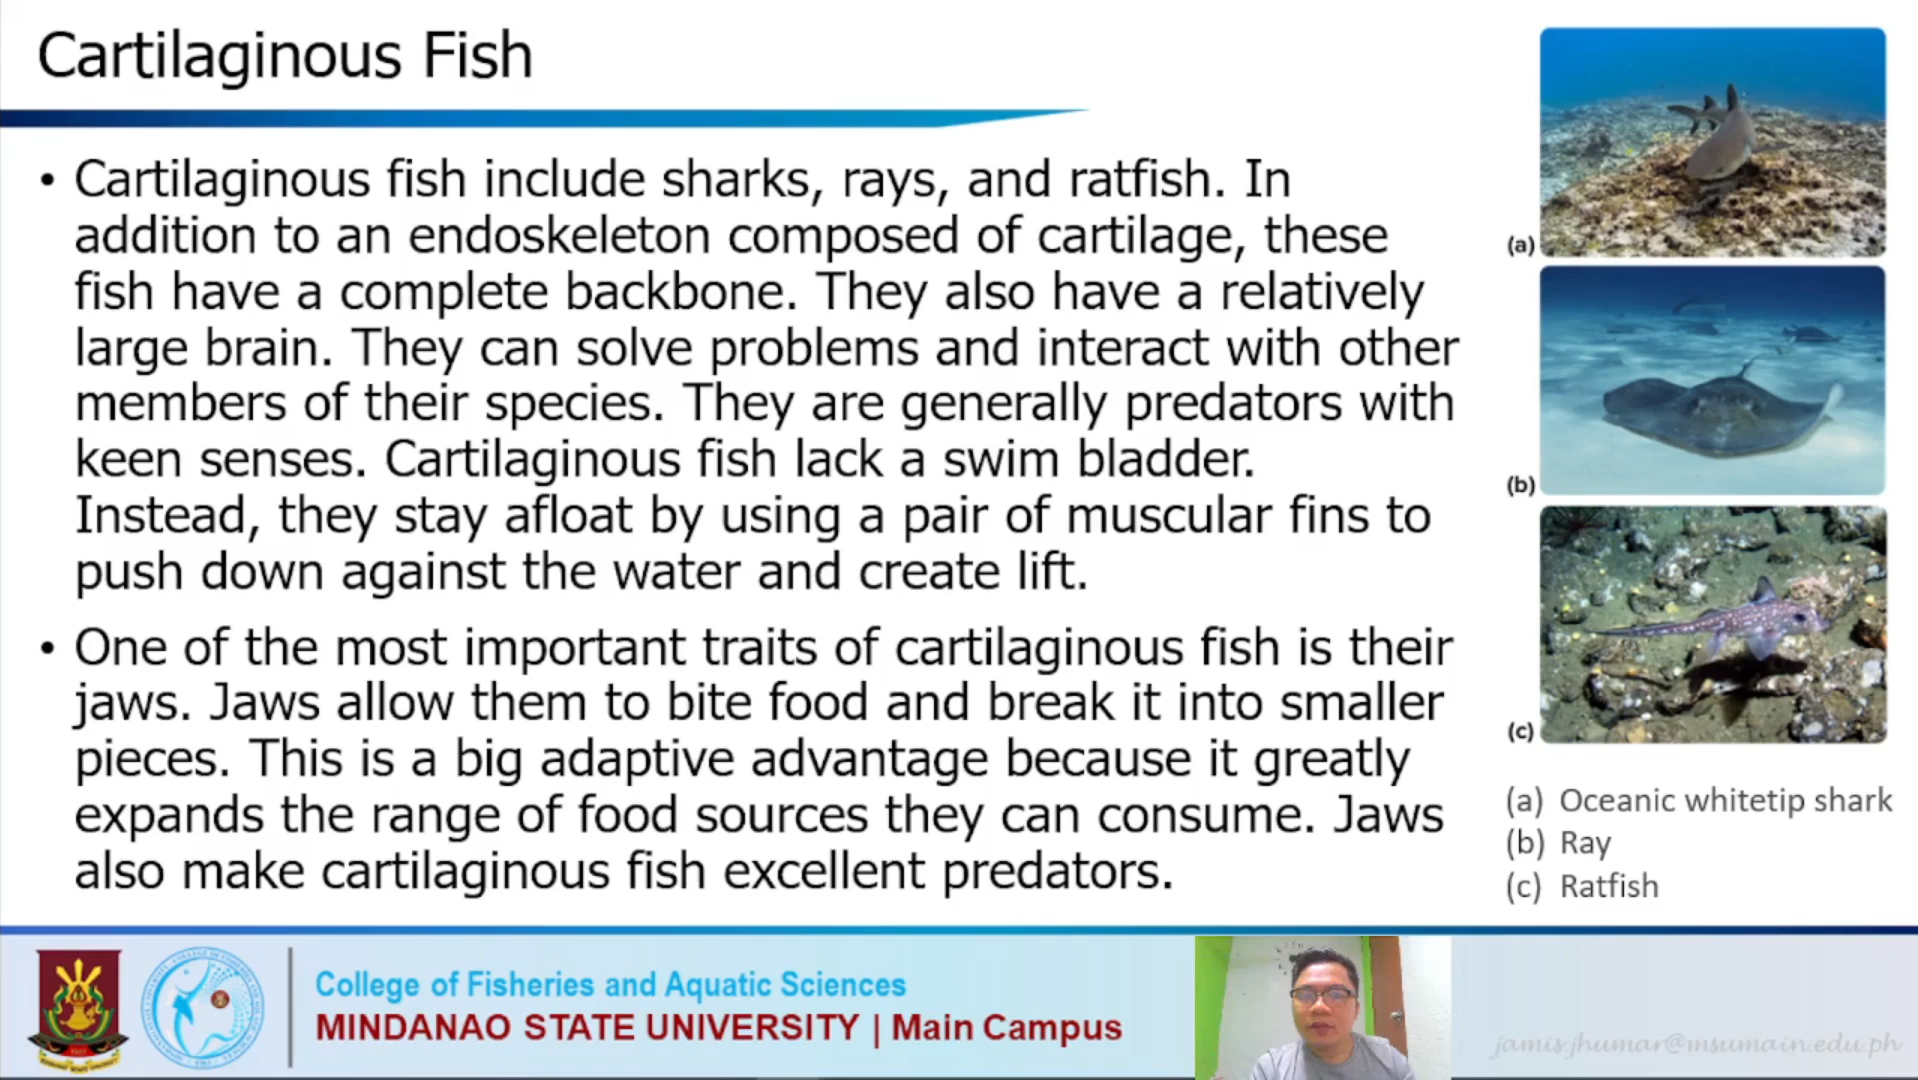 Cartilaginous Fish
• Cartilaginous fish include sharks, rays, and ratfish. In
addition to an endoskeleton composed of cartilage, these
fish have a complete backbone. They also have a relatively
large brain. They can solve problems and interact with other
members of their species. They are generally predators with
keen senses. Cartilaginous fish lack a swim bladder.
Instead, they stay afloat by using a pair of muscular fins to
push down against the water and create lift.
• One of the most important traits of cartilaginous fish is their
jaws. Jaws allow them to bite food and break it into smaller
pieces. This is a big adaptive advantage because it greatly
expands the range of food sources they can consume. Jaws
also make cartilaginous fish excellent predators.
(a)
(b)
(c)
(a) Oceanic whitetip shark
(b) Ray
(c) Ratfish
College of Fisheries and Aquatic Sciences
MINDANAO STATE UNIVERSITY | Main Campus
jamis.jhumar@msumain.edu.ph